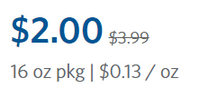 $2.00 $3.99
16 oz pkg | $0.13 / oz